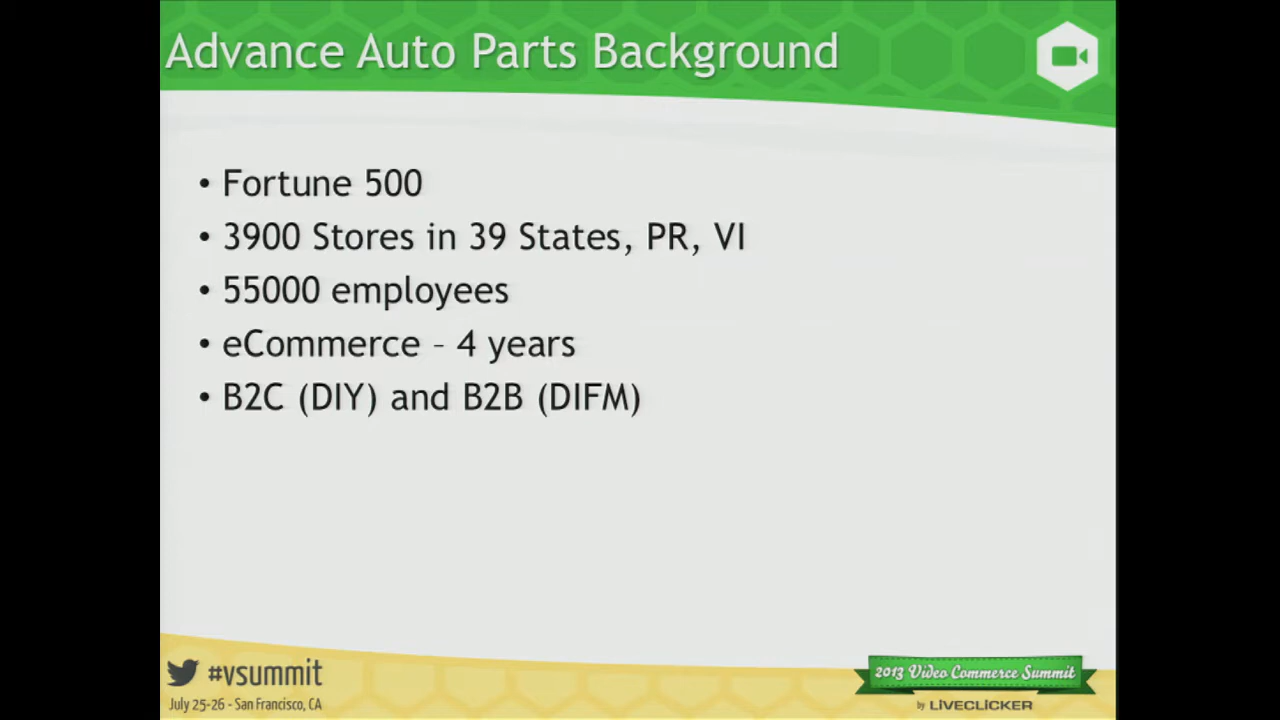 Advance Auto Parts Background
• Fortune 500
• 3900 Stores in 39 States, PR, VI
• 55000 employees
• eCommerce – 4 years
• B2C (DIY) and B2B (DIFM)
#vsummit
July 25-26 - San Francisco, CA
2013 Video Commerce Summit
by LIVECLICKER